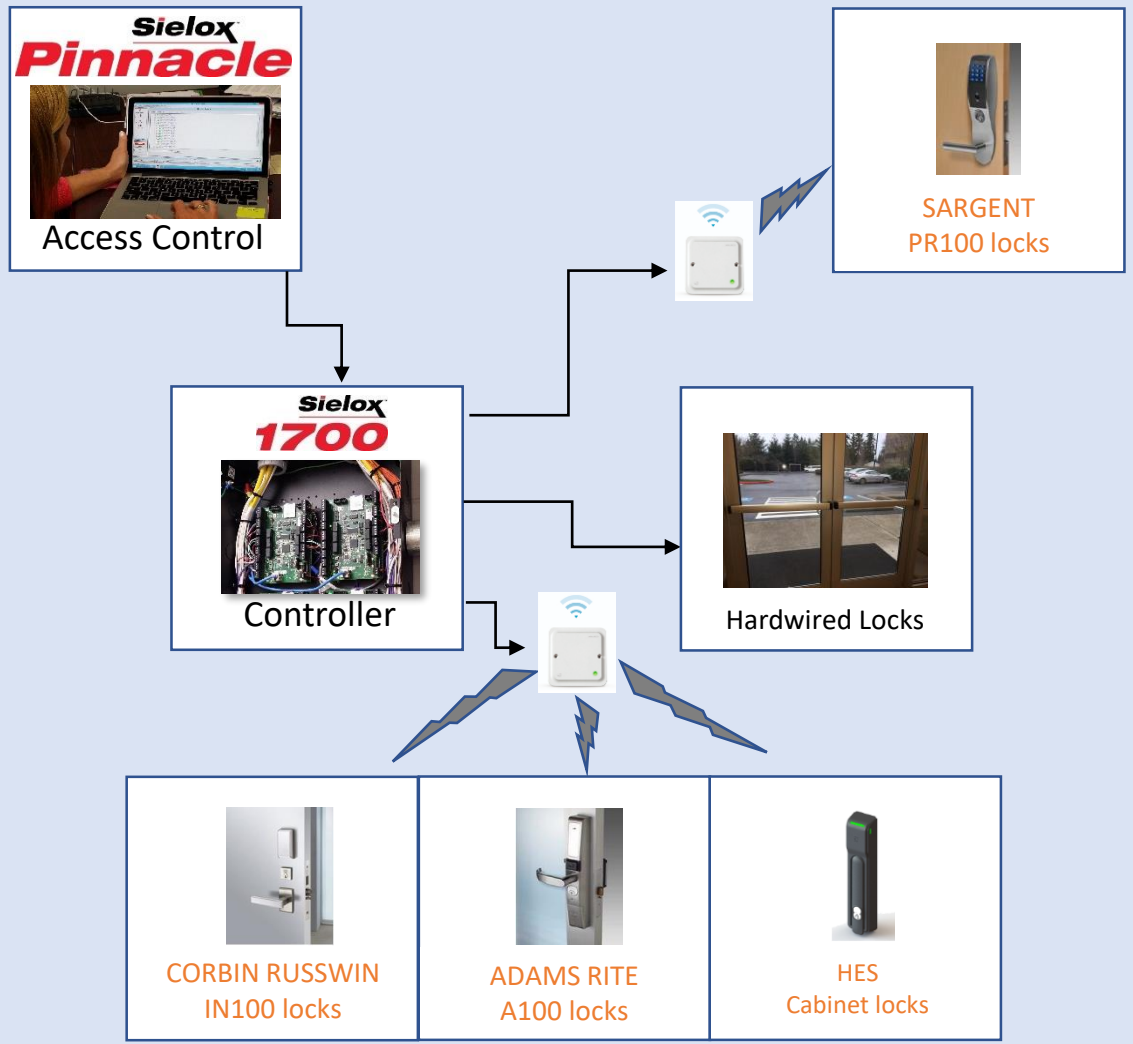 Sielox
Pinnacle
Access Control
SARGENT
PR100 locks
Sielox
1700
Controller
Hardwired Locks
CORBIN RUSSWIN
IN100 locks
ADAMS RITE
A100 locks
HES
Cabinet locks